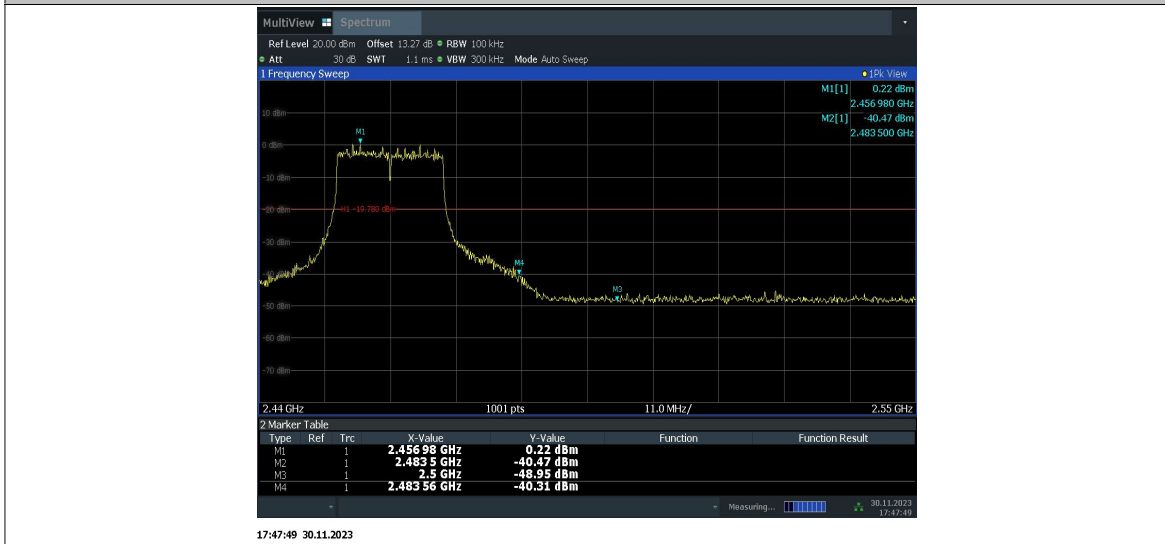 MultiView Spectrum
Ref Level 20.00 dBm Offset 13.27 dB RBW 100 kHz
Att 30 dB SWT 1.1 ms VBW 300 kHz Mode Auto Sweep
1 Frequency Sweep 1Pk View
M1[1] 0.22 dBm
2.456 980 GHz
M2[1] -40.47 dBm
2.483 500 GHz
10 dBm
M1
0 dBm
-10 dBm
-20 dBm
H1 -19.780 dBm
-30 dBm
M4
-40 dBm
M3
-50 dBm
-60 dBm
-70 dBm
2.44 GHz 1001 pts 11.0 MHz/ 2.55 GHz
2 Marker Table
Type Ref Trc X-Value Y-Value Function Function Result
M1 1 2.456 98 GHz 0.22 dBm
M2 1 2.483 5 GHz -40.47 dBm
M3 1 2.5 GHz -48.95 dBm
M4 1 2.483 56 GHz -40.31 dBm
Measuring... 30.11.2023
17:47:49
17:47:49 30.11.2023